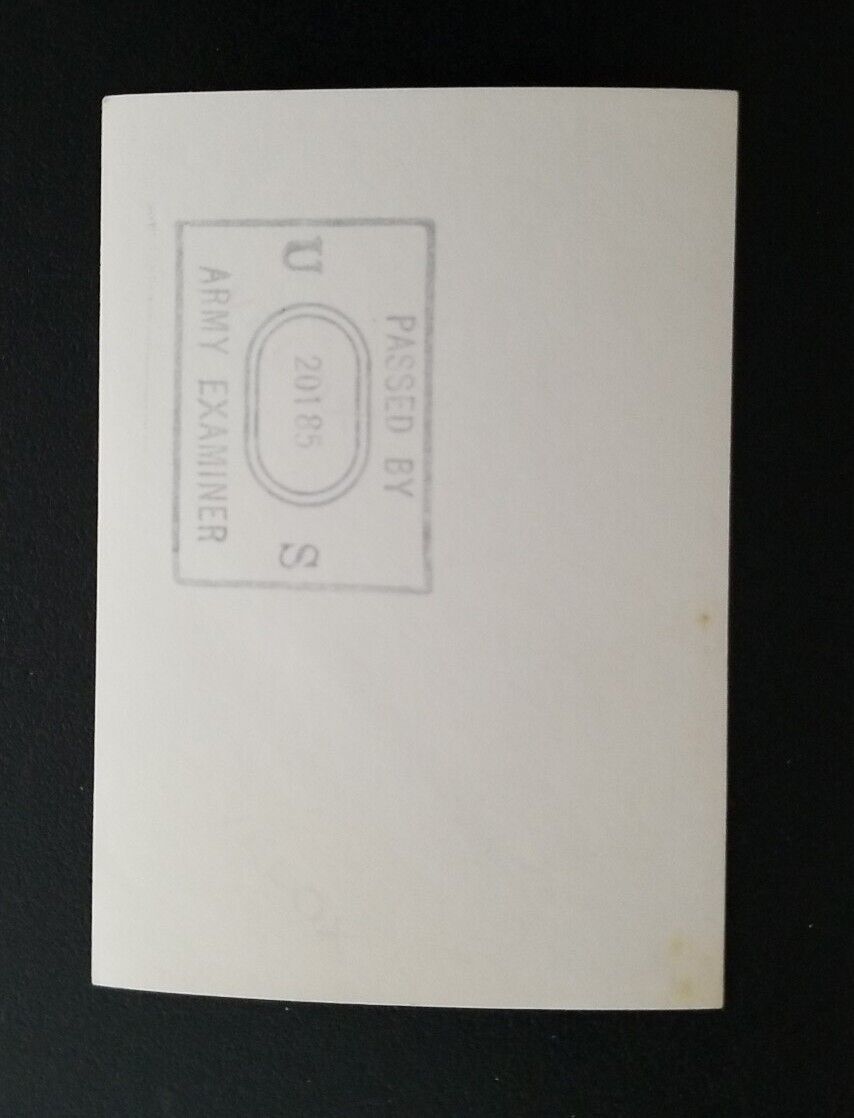 PASSED BY
U 20185 S
ARMY EXAMINER